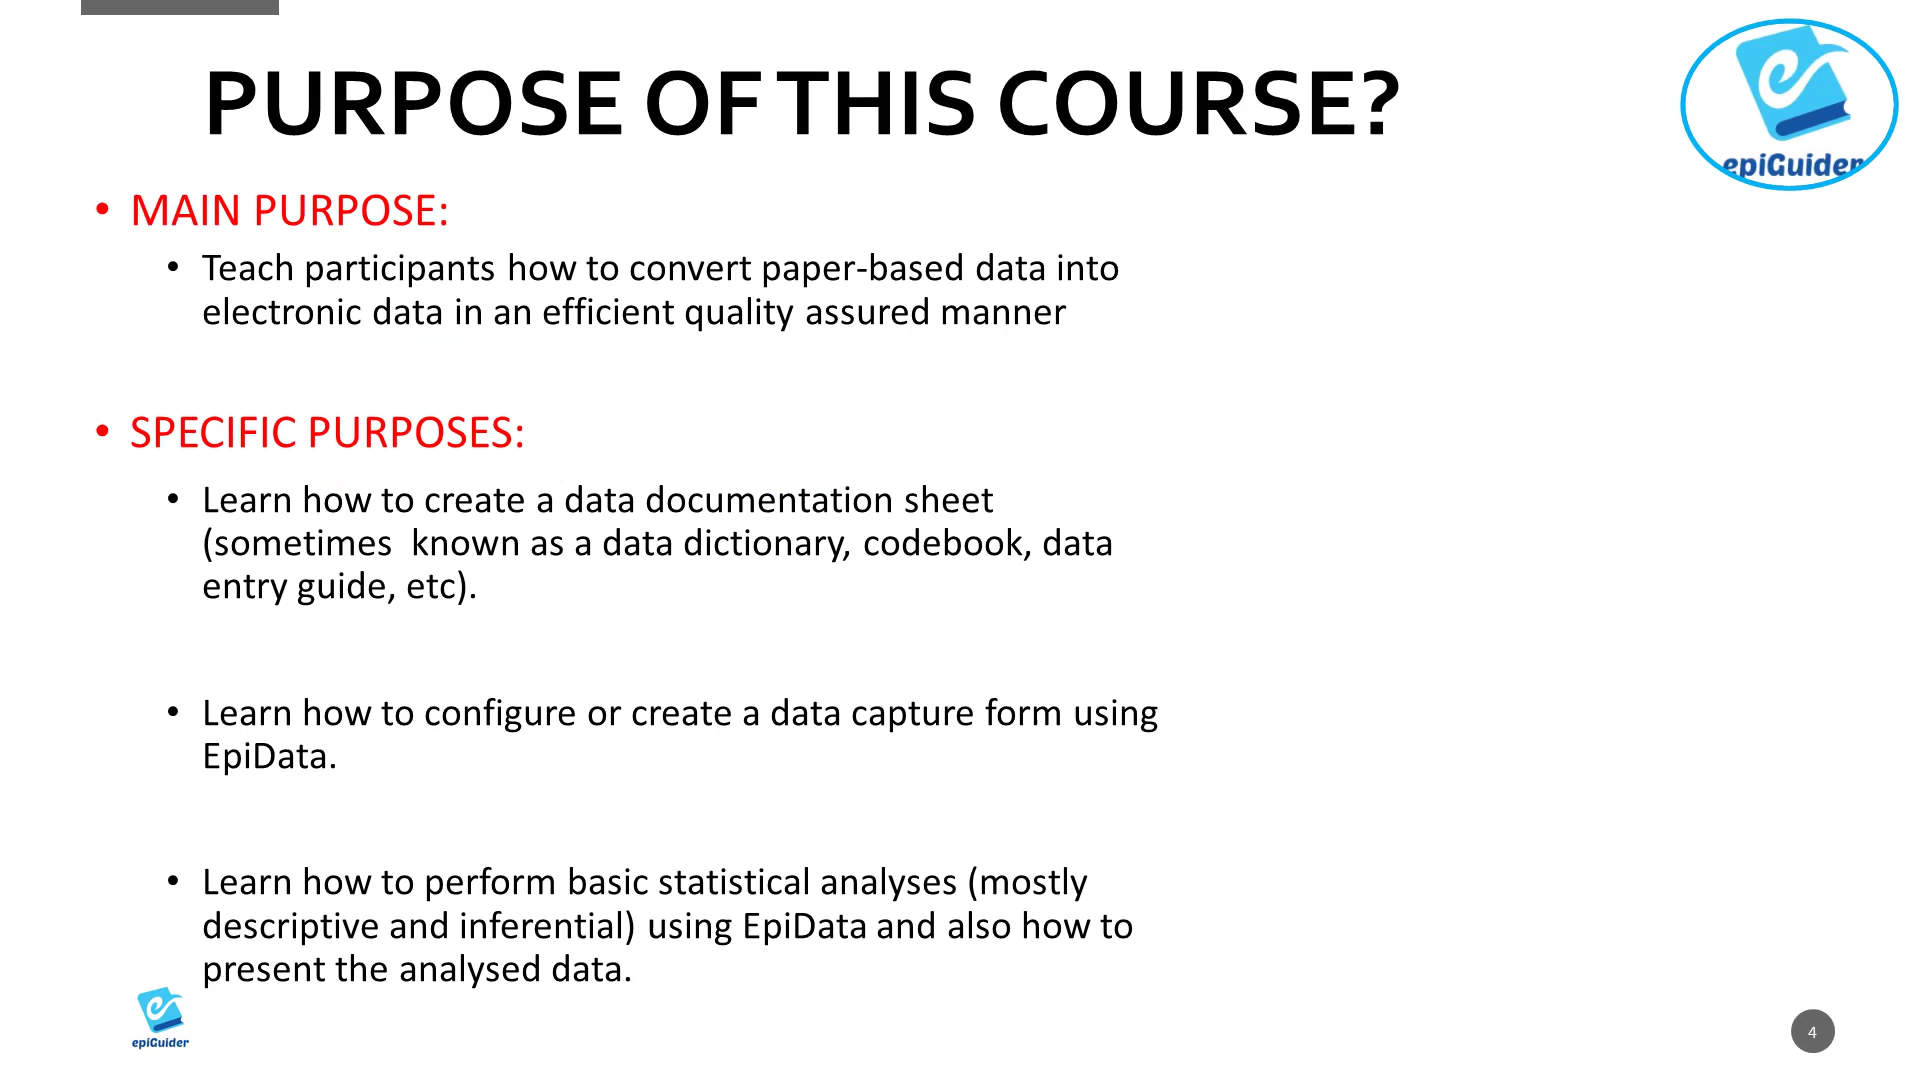 PURPOSE OF THIS COURSE?
epiGuider
• MAIN PURPOSE:
• Teach participants how to convert paper-based data into
electronic data in an efficient quality assured manner
• SPECIFIC PURPOSES:
• Learn how to create a data documentation sheet
(sometimes  known as a data dictionary, codebook, data
entry guide, etc).
• Learn how to configure or create a data capture form using
EpiData.
• Learn how to perform basic statistical analyses (mostly
descriptive and inferential) using EpiData and also how to
present the analysed data.
epiGuider
4